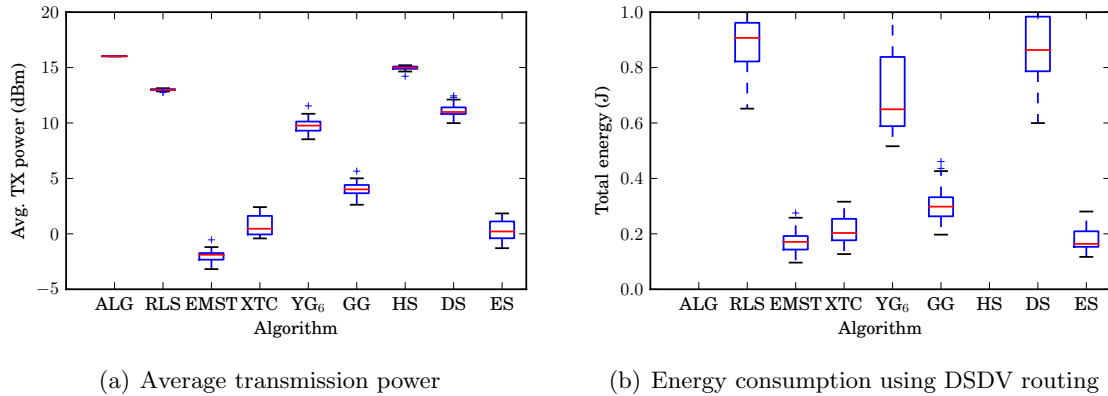 20
15
10
5
0
−5
Avg. TX power (dBm)
ALG RLS EMST XTC YG₆ GG HS DS ES
Algorithm
(a) Average transmission power
1.0
0.8
0.6
0.4
0.2
0.0
Total energy (J)
ALG RLS EMST XTC YG₆ GG HS DS ES
Algorithm
(b) Energy consumption using DSDV routing